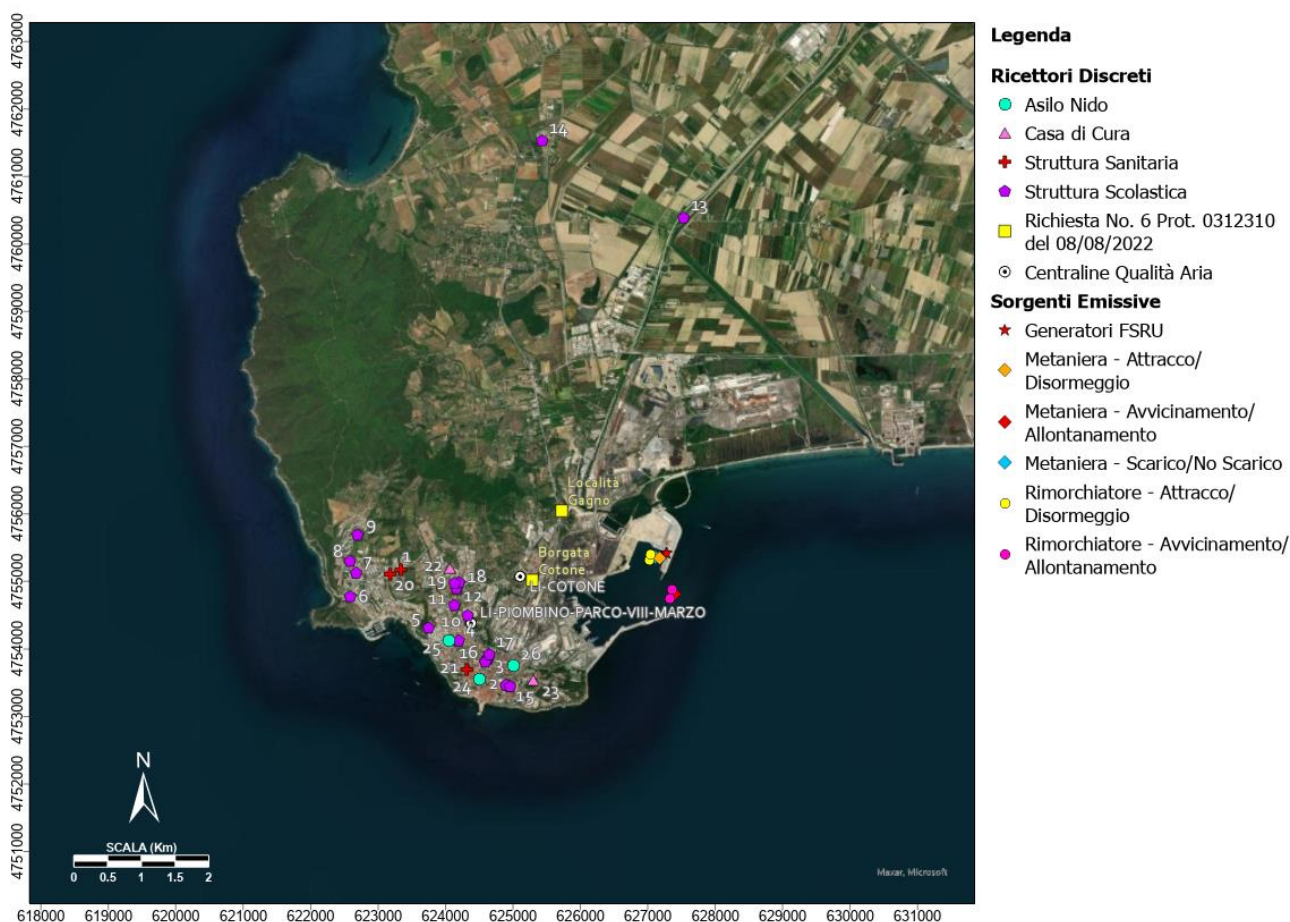 Legenda
Ricettori Discreti
Asilo Nido
Casa di Cura
Struttura Sanitaria
Struttura Scolastica
Richiesta No. 6 Prot. 0312310
del 08/08/2022
Centraline Qualità Aria
Sorgenti Emissive
Generatori FSRU
Metaniera - Attracco/
Disormeggio
Metaniera - Avvicinamento/
Allontanamento
Metaniera - Scarico/No Scarico
Rimorchiatore - Attracco/
Disormeggio
Rimorchiatore - Avvicinamento/
Allontanamento
4763000
4762000
4761000
4760000
4759000
4758000
4757000
4756000
4755000
4754000
4753000
4752000
4751000
14
13
Località
Gagno
9
8
7
1
20
6
22
Borgata
Cotone
LI-COTONE
19
18
11
12
10
LI-PIOMBINO-PARCO-VIII-MARZO
5
4
25
16
17
21
3
26
24
2
15
23
N
SCALA (Km)
0 0.5 1 1.5 2
Maxar, Microsoft
618000 619000 620000 621000 622000 623000 624000 625000 626000 627000 628000 629000 630000 631000